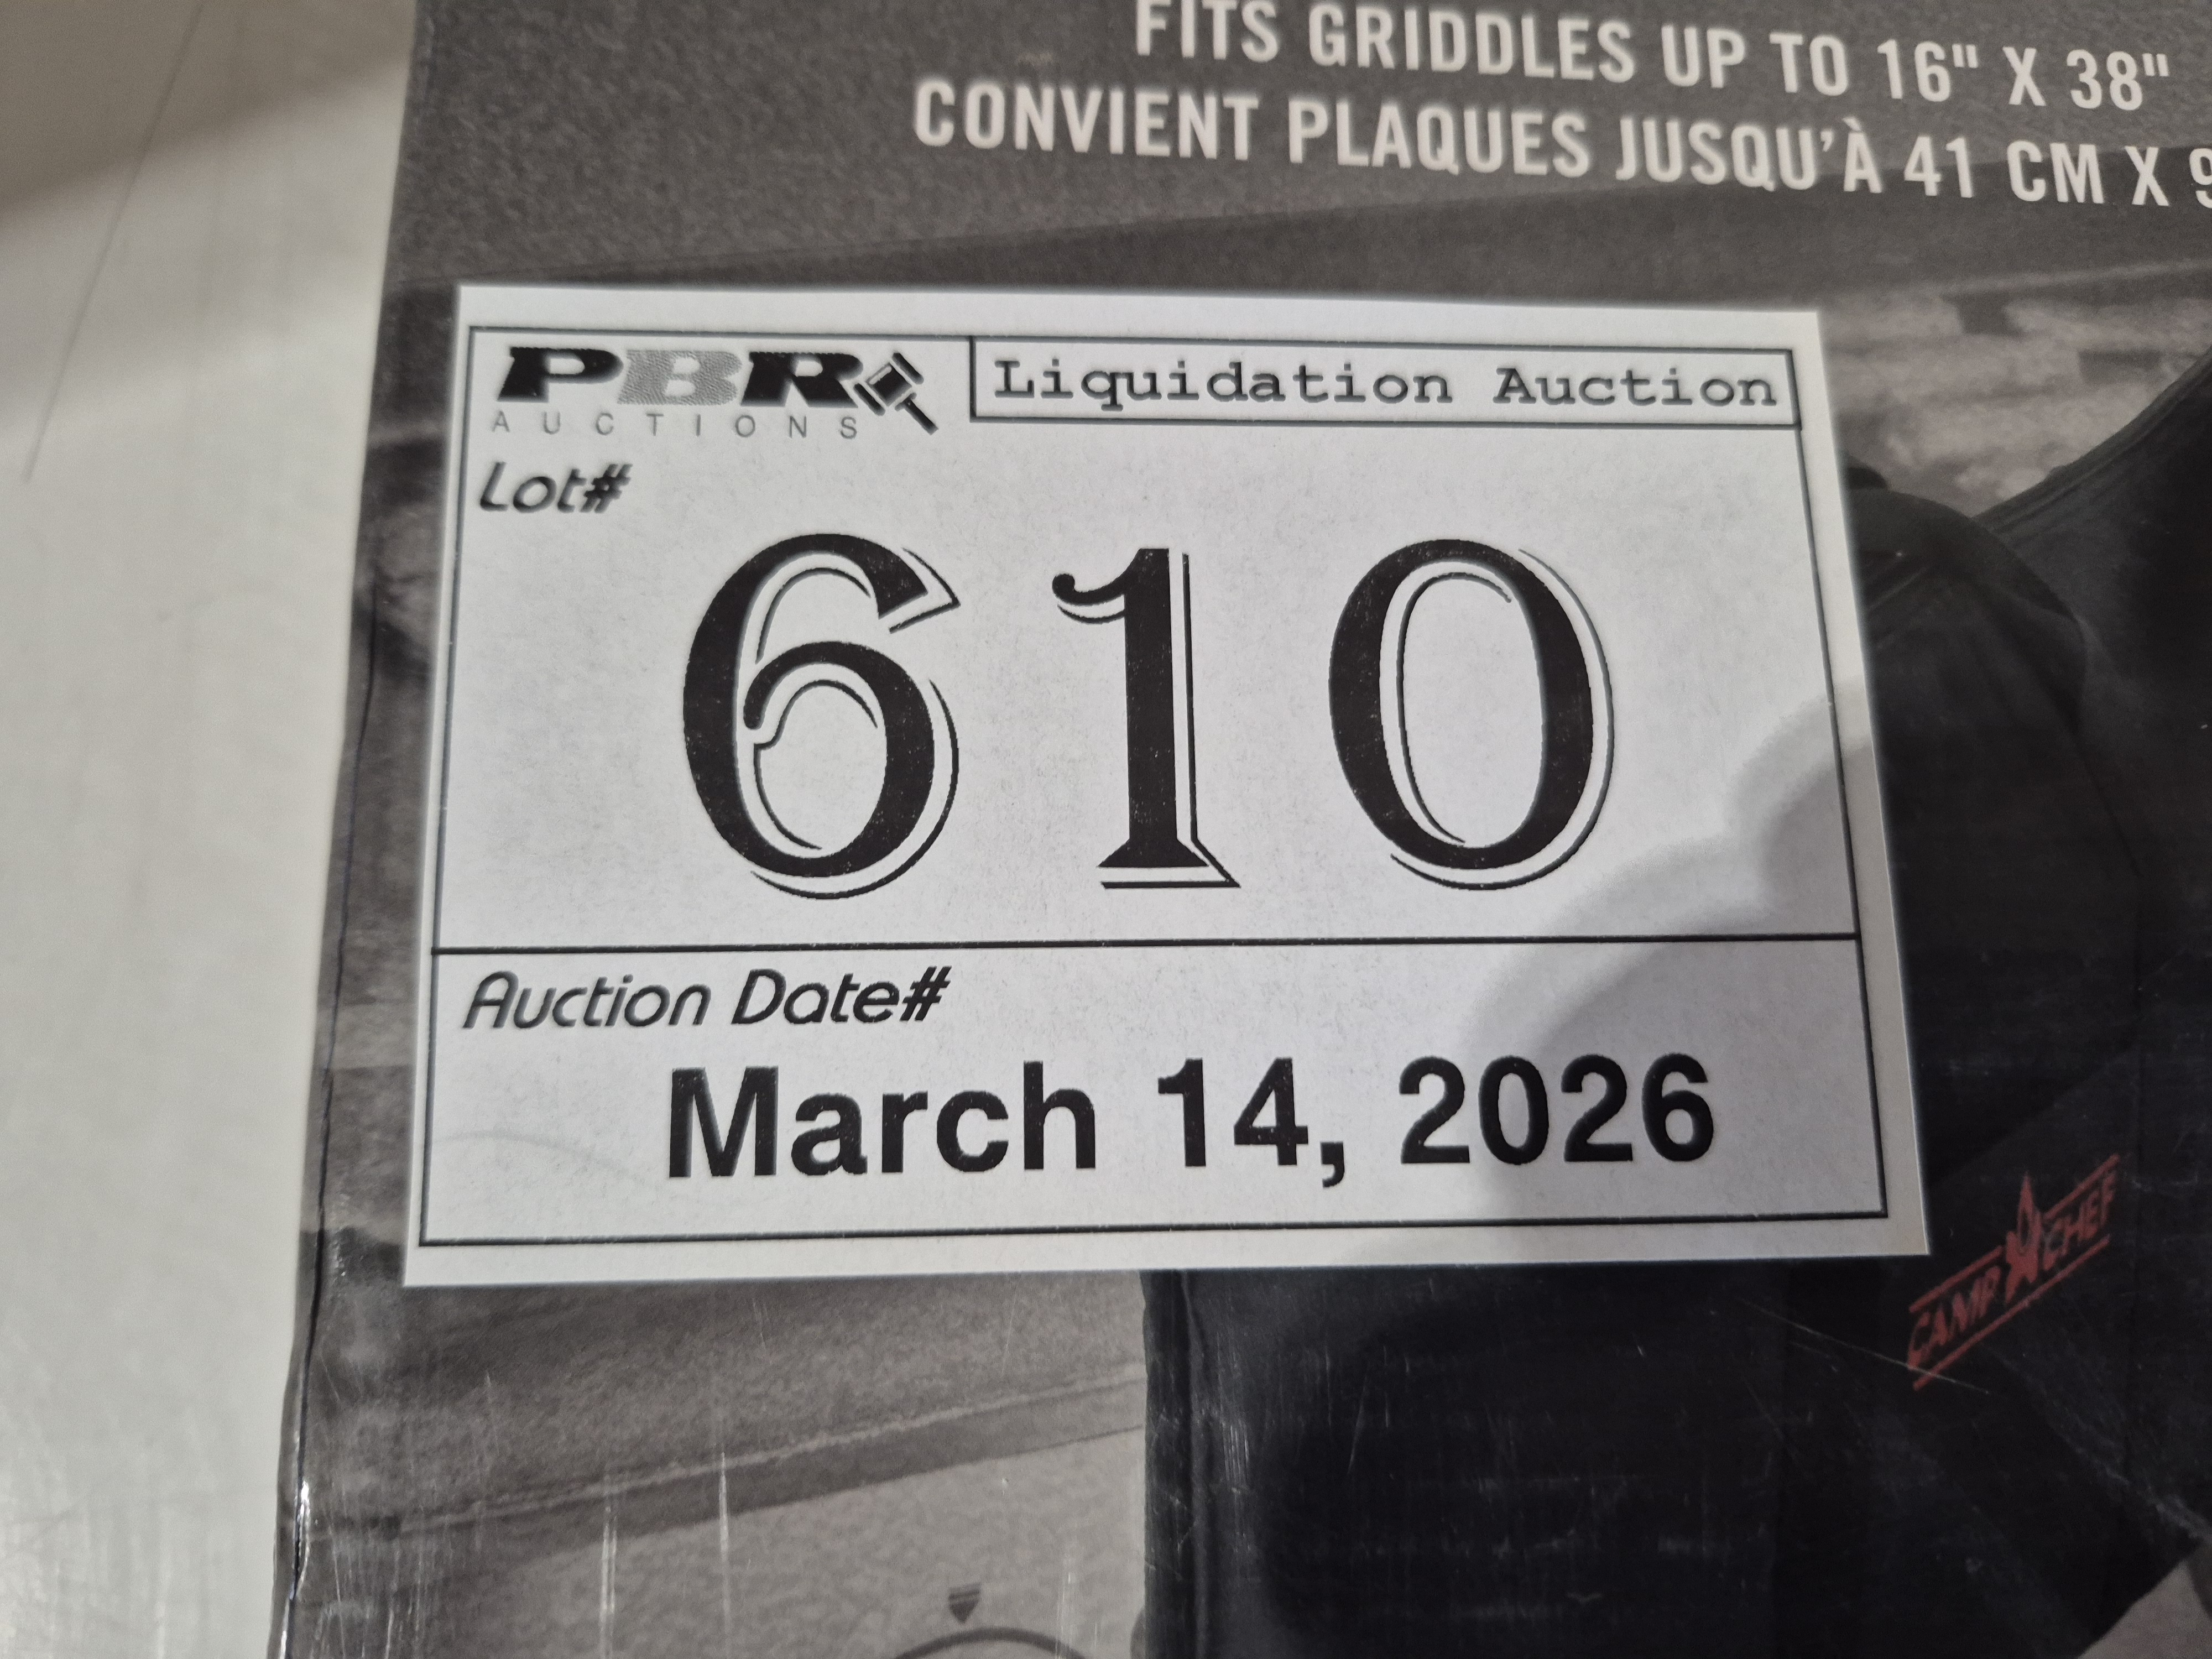 FITS GRIDDLES UP TO 16" X 38"
CONVIENT PLAQUES JUSQU'À 41 CM X 9
PBR
AUCTIONS
Liquidation Auction
Lot#
610
Auction Date#
March 14, 2026
CAMP CHEF